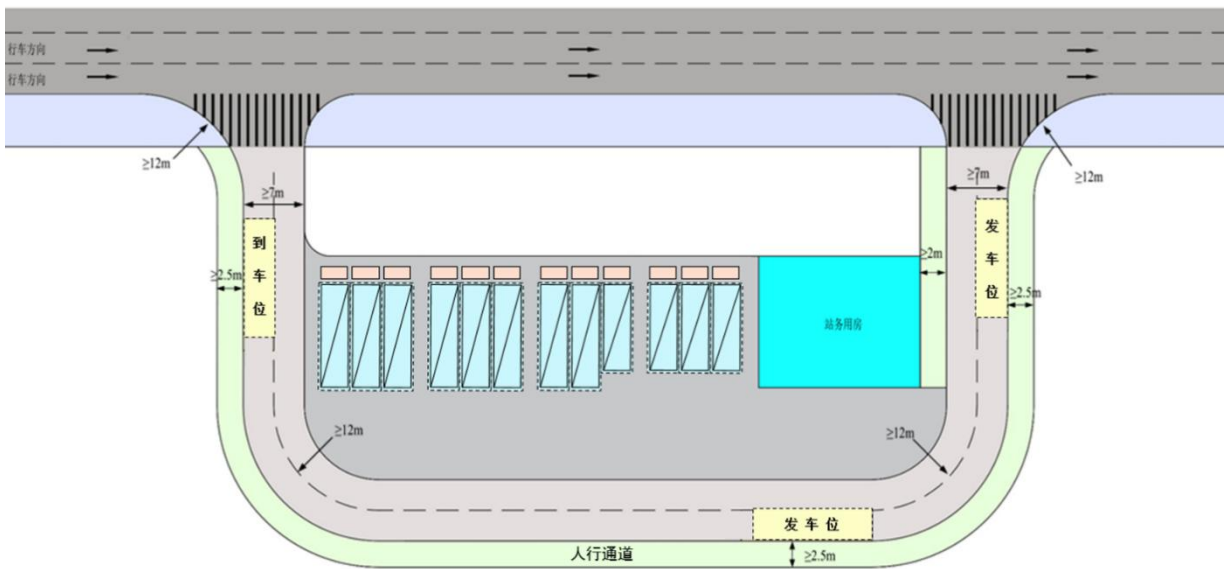 行车方向
行车方向
≥12m
≥12m
≥7m
≥7m
到车位
发车位
≥2.5m
≥2m
≥2.5m
站务用房
≥12m
≥12m
发车位
人行通道
≥2.5m